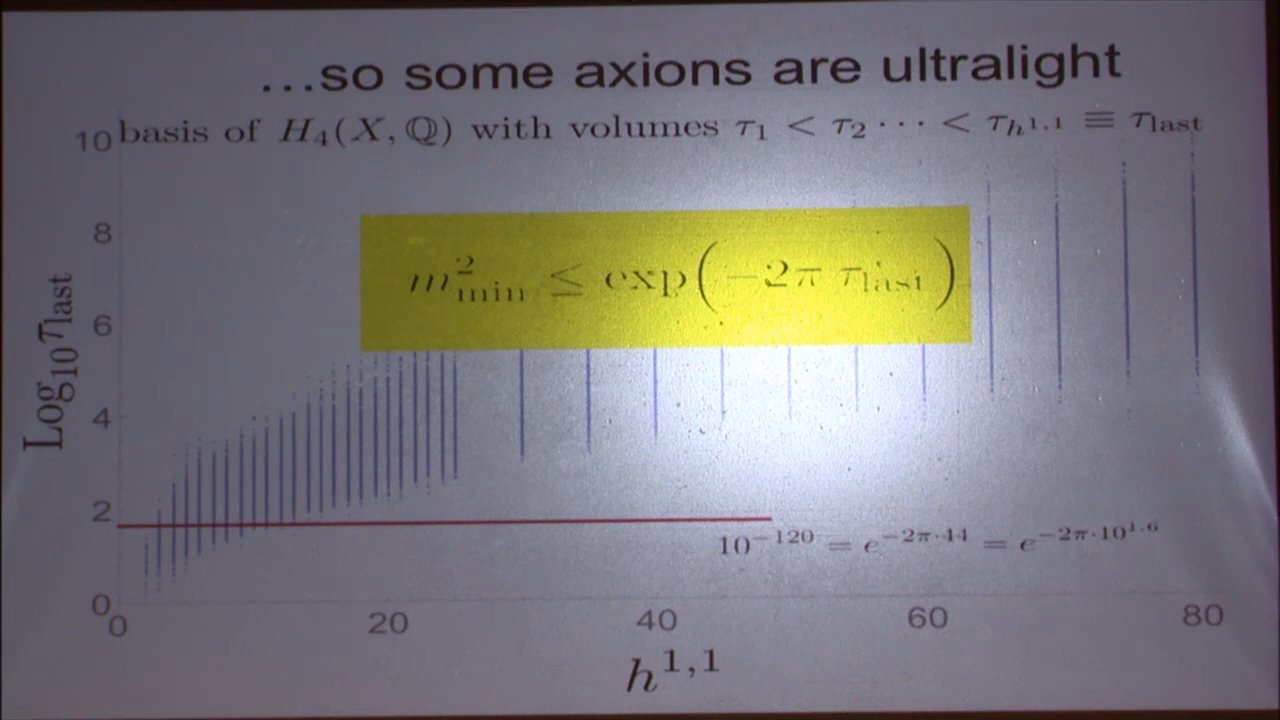 ...so some axions are ultralight
basis of H₄(X, ℚ) with volumes τ₁ < τ₂ ⋯ < τ_{h^{1,1}} ≡ τ_last
10
8
6
4
2
0
Log₁₀ τ_last
m²_min ≤ exp(−2π τ_last)
10^{−120} = e^{−2π·44} = e^{−2π·10^{1.6}}
0 20 40 60 80
h^{1,1}